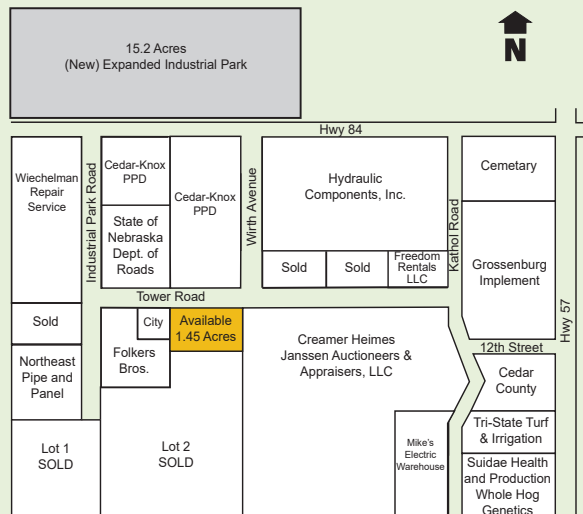 15.2 Acres
(New) Expanded Industrial Park
N
Hwy 84
Wiechelman
Repair
Service
Industrial Park Road
Cedar-Knox
PPD
State of
Nebraska
Dept. of
Roads
Cedar-Knox
PPD
Wirth Avenue
Hydraulic
Components, Inc.
Sold
Sold
Freedom
Rentals
LLC
Kathol Road
Cemetary
Grossenburg
Implement
Hwy 57
Tower Road
Sold
Northeast
Pipe and
Panel
City
Folkers
Bros.
Available
1.45 Acres
Creamer Heimes
Janssen Auctioneers &
Appraisers, LLC
12th Street
Cedar
County
Tri-State Turf
& Irrigation
Mike's
Electric
Warehouse
Suidae Health
and Production
Whole Hog
Genetics
Lot 1
SOLD
Lot 2
SOLD